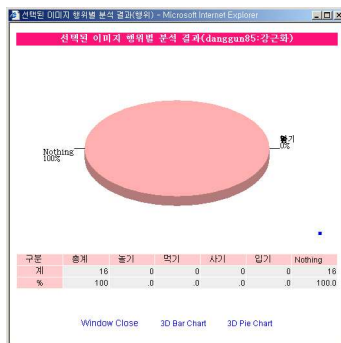 선택된 이미지 행위별 분석 결과(행위) - Microsoft Internet Explorer
선택된 이미지 행위별 분석 결과(danggun85:강근화)
Nothing
100%
0%
구분 총계 놀기 먹기 사기 입기 Nothing
계 16 0 0 0 0 16
% 100 .0 .0 .0 .0 100.0
Window Close 3D Bar Chart 3D Pie Chart